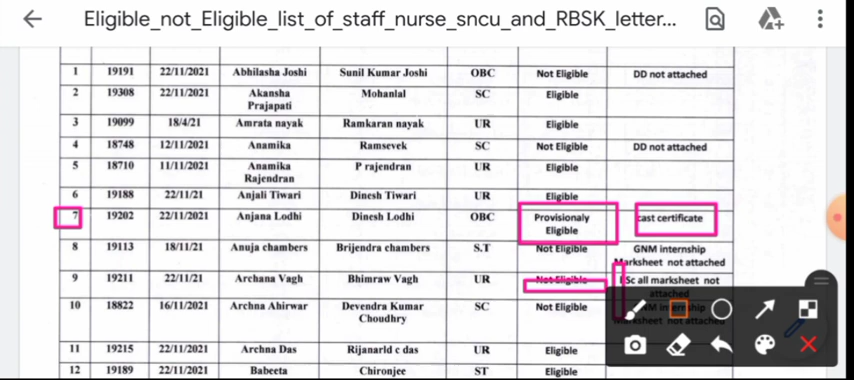 Eligible_not_Eligible_list_of_staff_nurse_sncu_and_RBSK_letter...
1 19191 22/11/2021 Abhilasha Joshi Sunil Kumar Joshi OBC Not Eligible DD not attached
2 19308 22/11/2021 Akansha Prajapati Mohanlal SC Eligible
3 19099 18/4/21 Amrata nayak Ramkaran nayak UR Eligible
4 18748 12/11/2021 Anamika Ramsevek SC Not Eligible DD not attached
5 18710 11/11/2021 Anamika Rajendran P rajendran UR Eligible
6 19188 22/11/21 Anjali Tiwari Dinesh Tiwari UR Eligible
7 19202 22/11/2021 Anjana Lodhi Dinesh Lodhi OBC Provisionaly Eligible cast certificate
8 19113 18/11/21 Anuja chambers Brijendra chambers S.T Not Eligible GNM internship Marksheet not attached
9 19211 22/11/21 Archana Vagh Bhimraw Vagh UR Not Eligible all marksheet not attached
10 18822 16/11/2021 Archna Ahirwar Devendra Kumar Choudhry SC Not Eligible not attached
11 19215 22/11/2021 Archna Das Rijanarld c das UR Eligible
12 19189 22/11/2021 Babeeta Chironjee ST Eligible